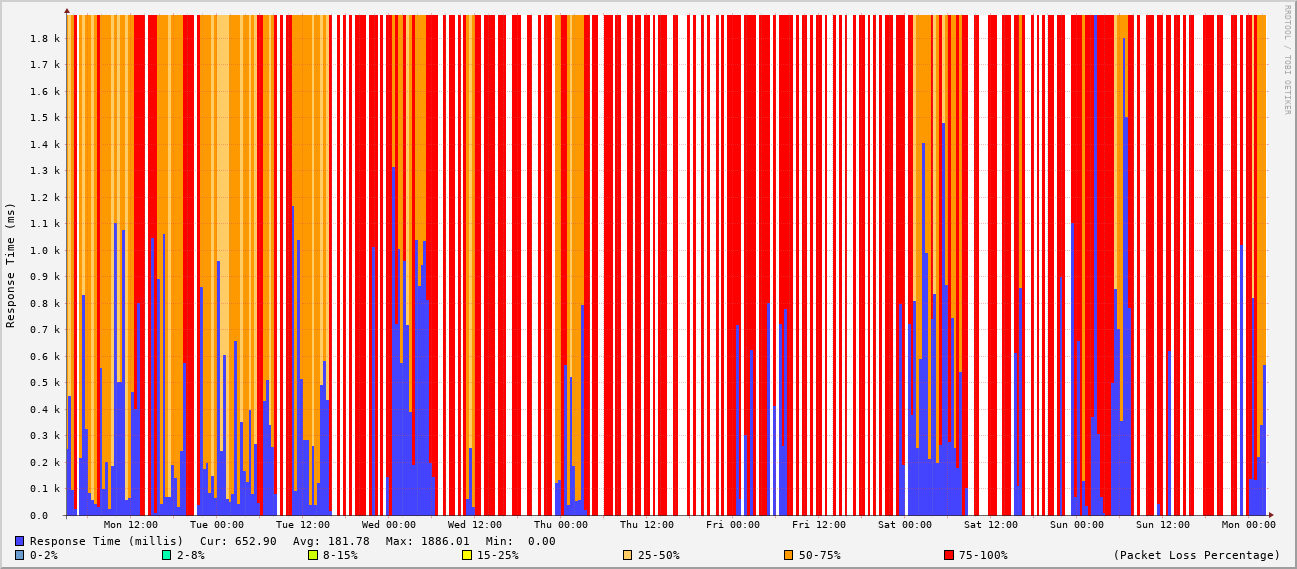 RRDTOOL / TOBI OETIKER
Response Time (ms)
1.8 k
1.7 k
1.6 k
1.5 k
1.4 k
1.3 k
1.2 k
1.1 k
1.0 k
0.9 k
0.8 k
0.7 k
0.6 k
0.5 k
0.4 k
0.3 k
0.2 k
0.1 k
0.0
Mon 12:00 Tue 00:00 Tue 12:00 Wed 00:00 Wed 12:00 Thu 00:00 Thu 12:00 Fri 00:00 Fri 12:00 Sat 00:00 Sat 12:00 Sun 00:00 Sun 12:00 Mon 00:00
Response Time (millis) Cur: 652.90 Avg: 181.78 Max: 1886.01 Min: 0.00
0-2% 2-8% 8-15% 15-25% 25-50% 50-75% 75-100% (Packet Loss Percentage)